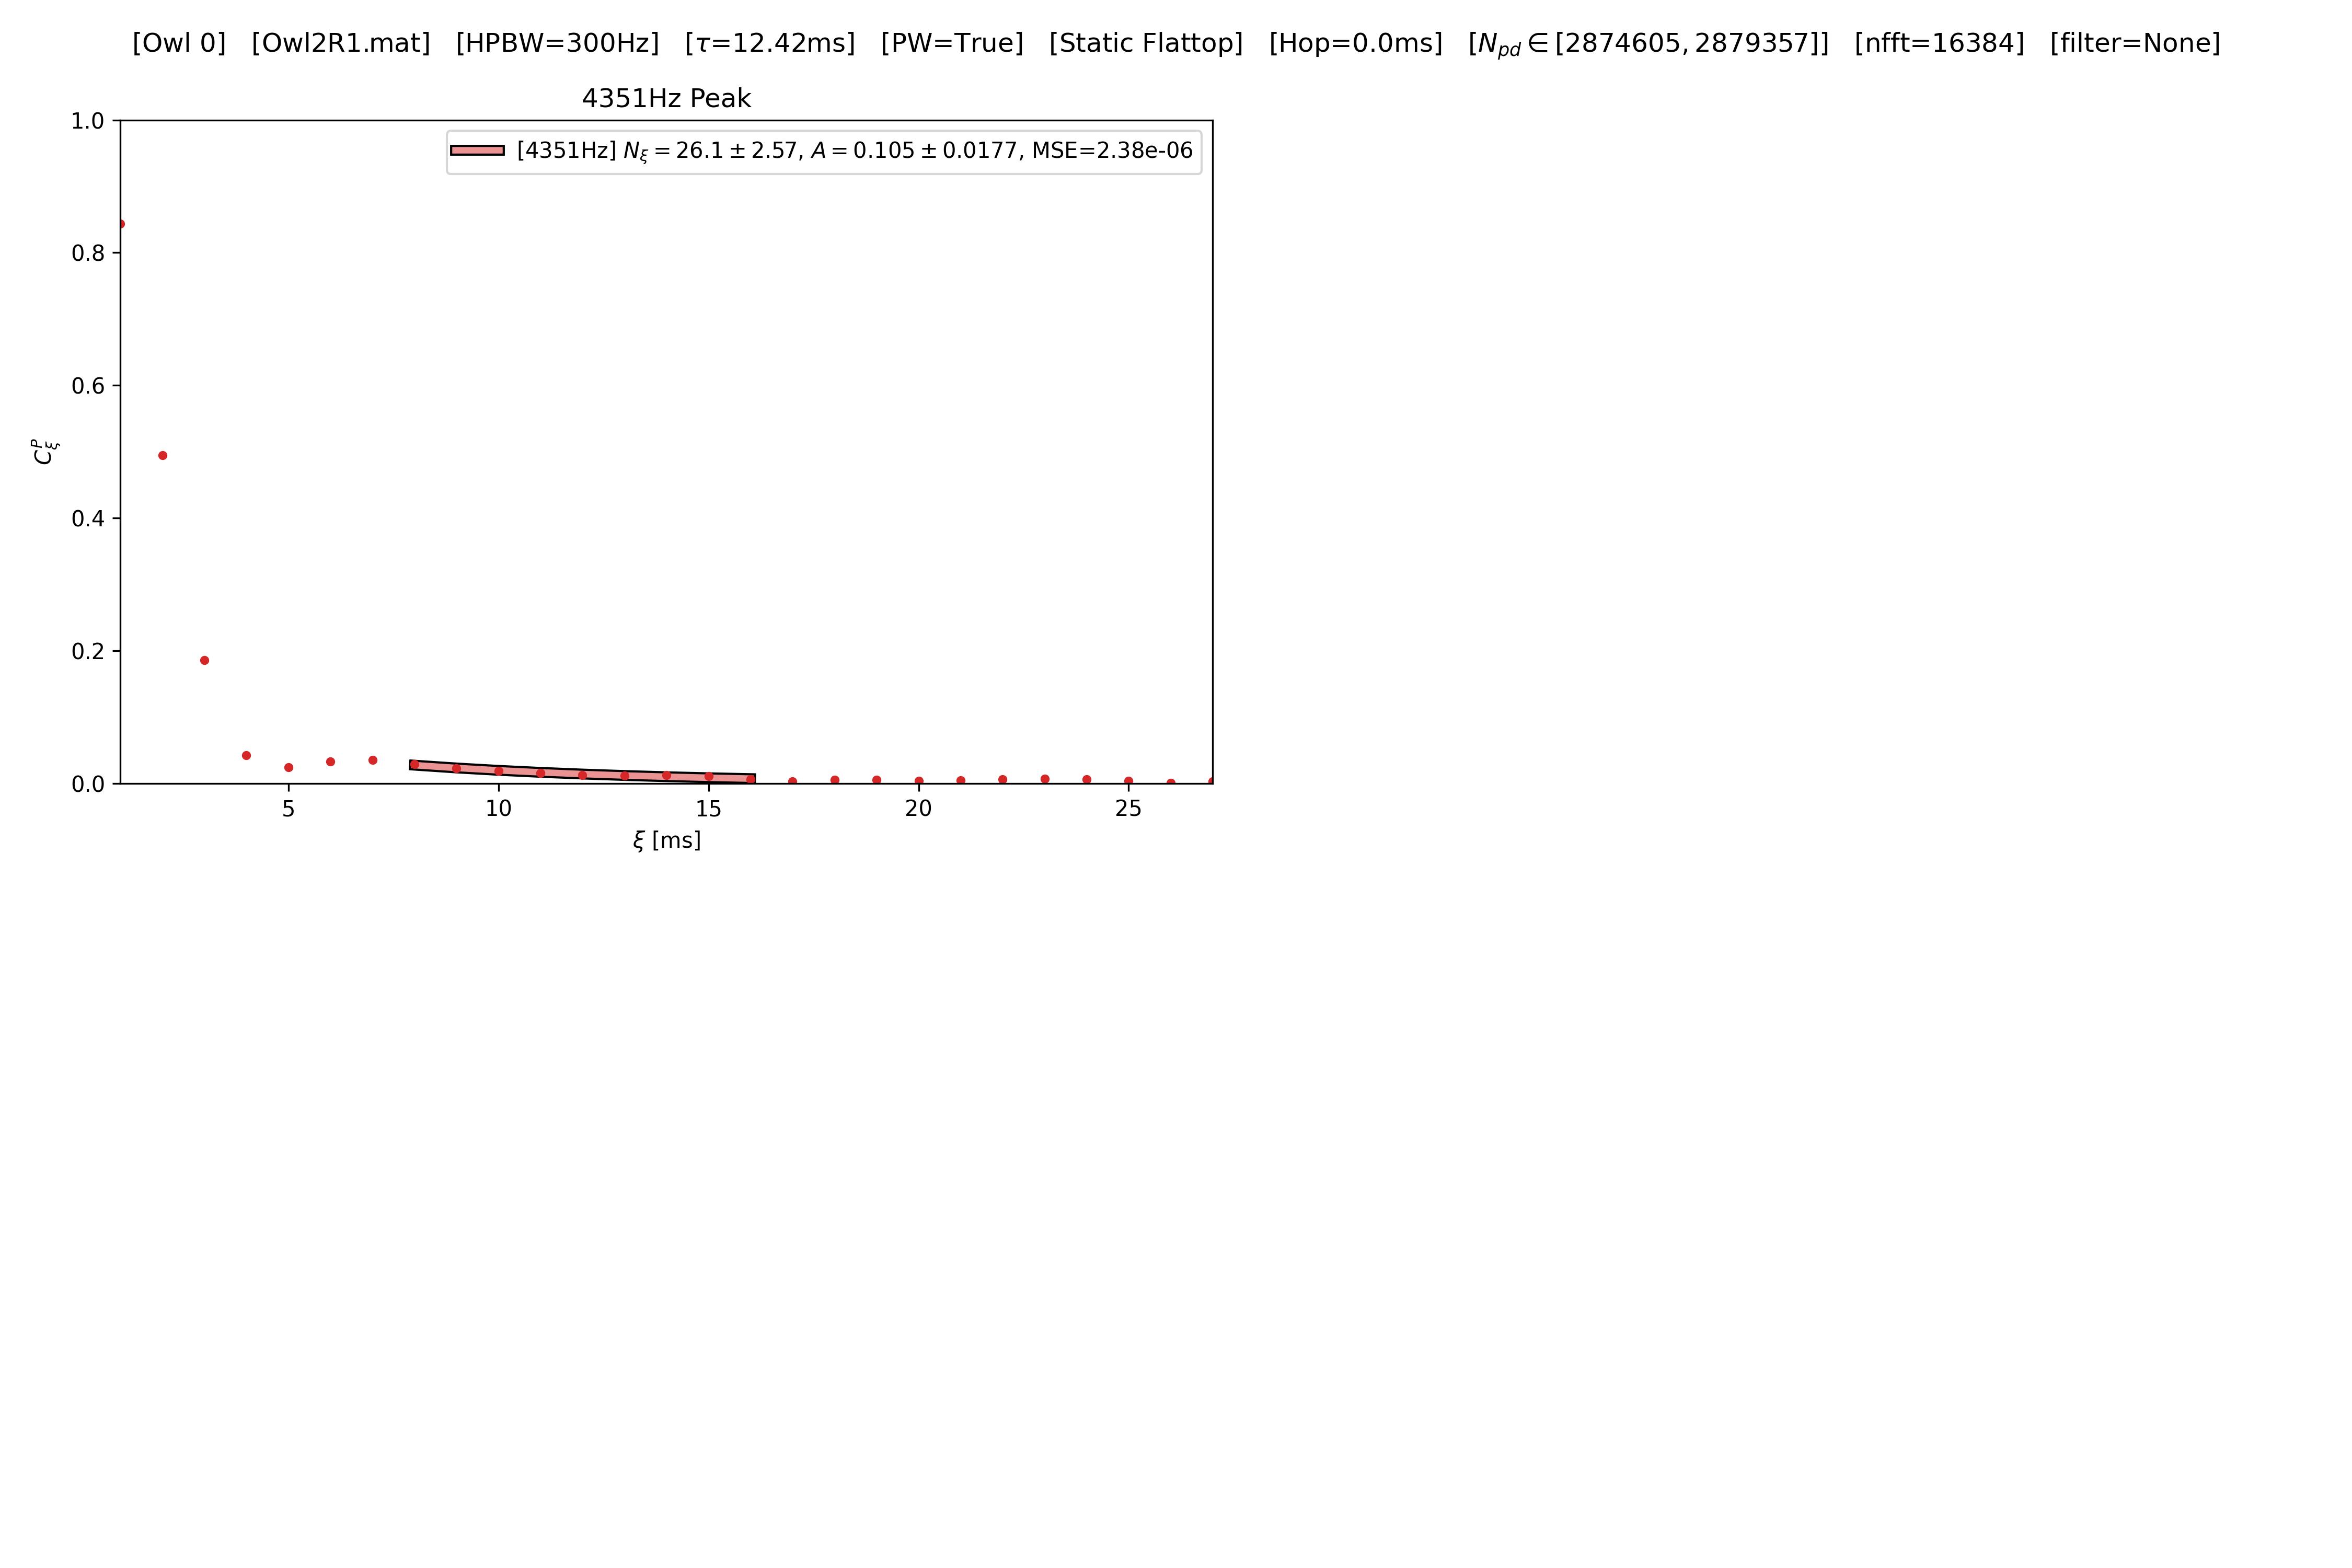 [Owl 0] [Owl2R1.mat] [HPBW=300Hz] [τ=12.42ms] [PW=True] [Static Flattop] [Hop=0.0ms] [N_pd ∈ [2874605, 2879357]] [nfft=16384] [filter=None]
4351Hz Peak
[4351Hz] N_ξ = 26.1 ± 2.57, A = 0.105 ± 0.0177, MSE=2.38e-06
1.0
0.8
0.6
0.4
0.2
0.0
C_ξ^P
5 10 15 20 25
ξ [ms]